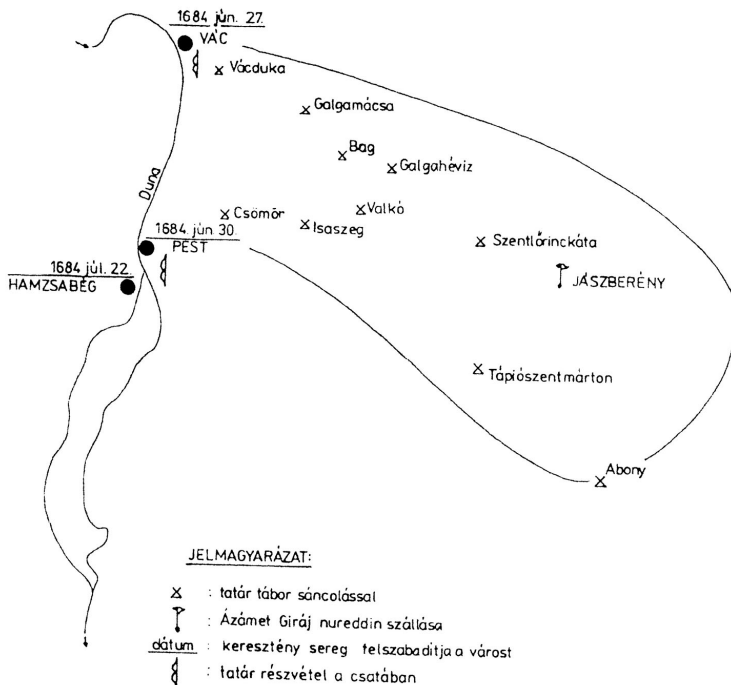 1684 jún. 27.
VÁC
Vácduka
Galgamácsa
Bag
Galgahévíz
Duna
Csömör
Valkó
Isaszeg
1684. jún. 30.
PEST
Szentlőrinckáta
1684 júl. 22.
HAMZSABÉG
JÁSZBERÉNY
Tápiószentmárton
Abony
JELMAGYARÁZAT:
: tatár tábor sáncolással
: Ázámet Giráj nureddin szállása
dátum : keresztény sereg felszabadítja a várost
: tatár részvétel a csatában